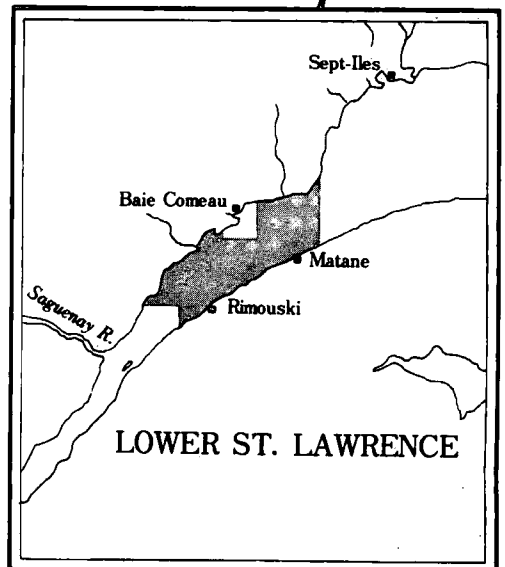 Sept-Iles
Baie Comeau
Matane
Rimouski
Saguenay R.
LOWER ST. LAWRENCE